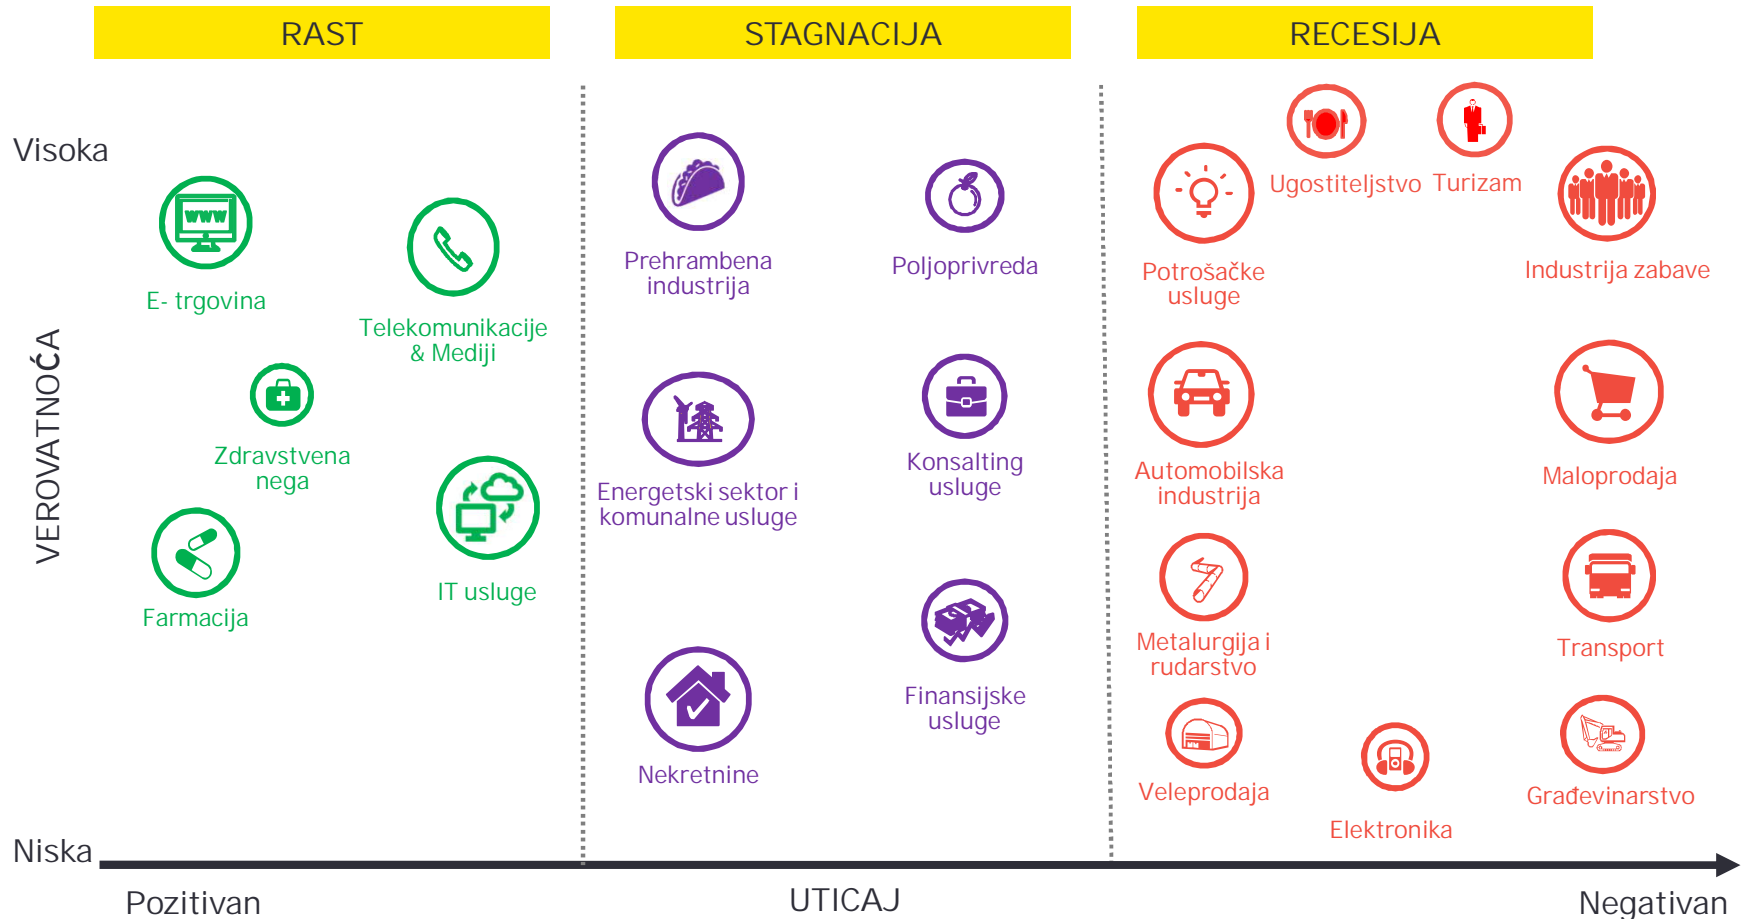 RAST
STAGNACIJA
RECESIJA
Visoka
VEROVATNOĆA
Niska
www
E- trgovina
Telekomunikacije
& Mediji
Zdravstvena
nega
Farmacija
IT usluge
Prehrambena
industrija
Poljoprivreda
Energetski sektor i
komunalne usluge
Konsalting
usluge
Nekretnine
Finansijske
usluge
Ugostiteljstvo
Turizam
Potrošačke
usluge
Industrija zabave
Automobilska
industrija
Maloprodaja
Metalurgija i
rudarstvo
Transport
Veleprodaja
Elektronika
Građevinarstvo
Pozitivan
UTICAJ
Negativan